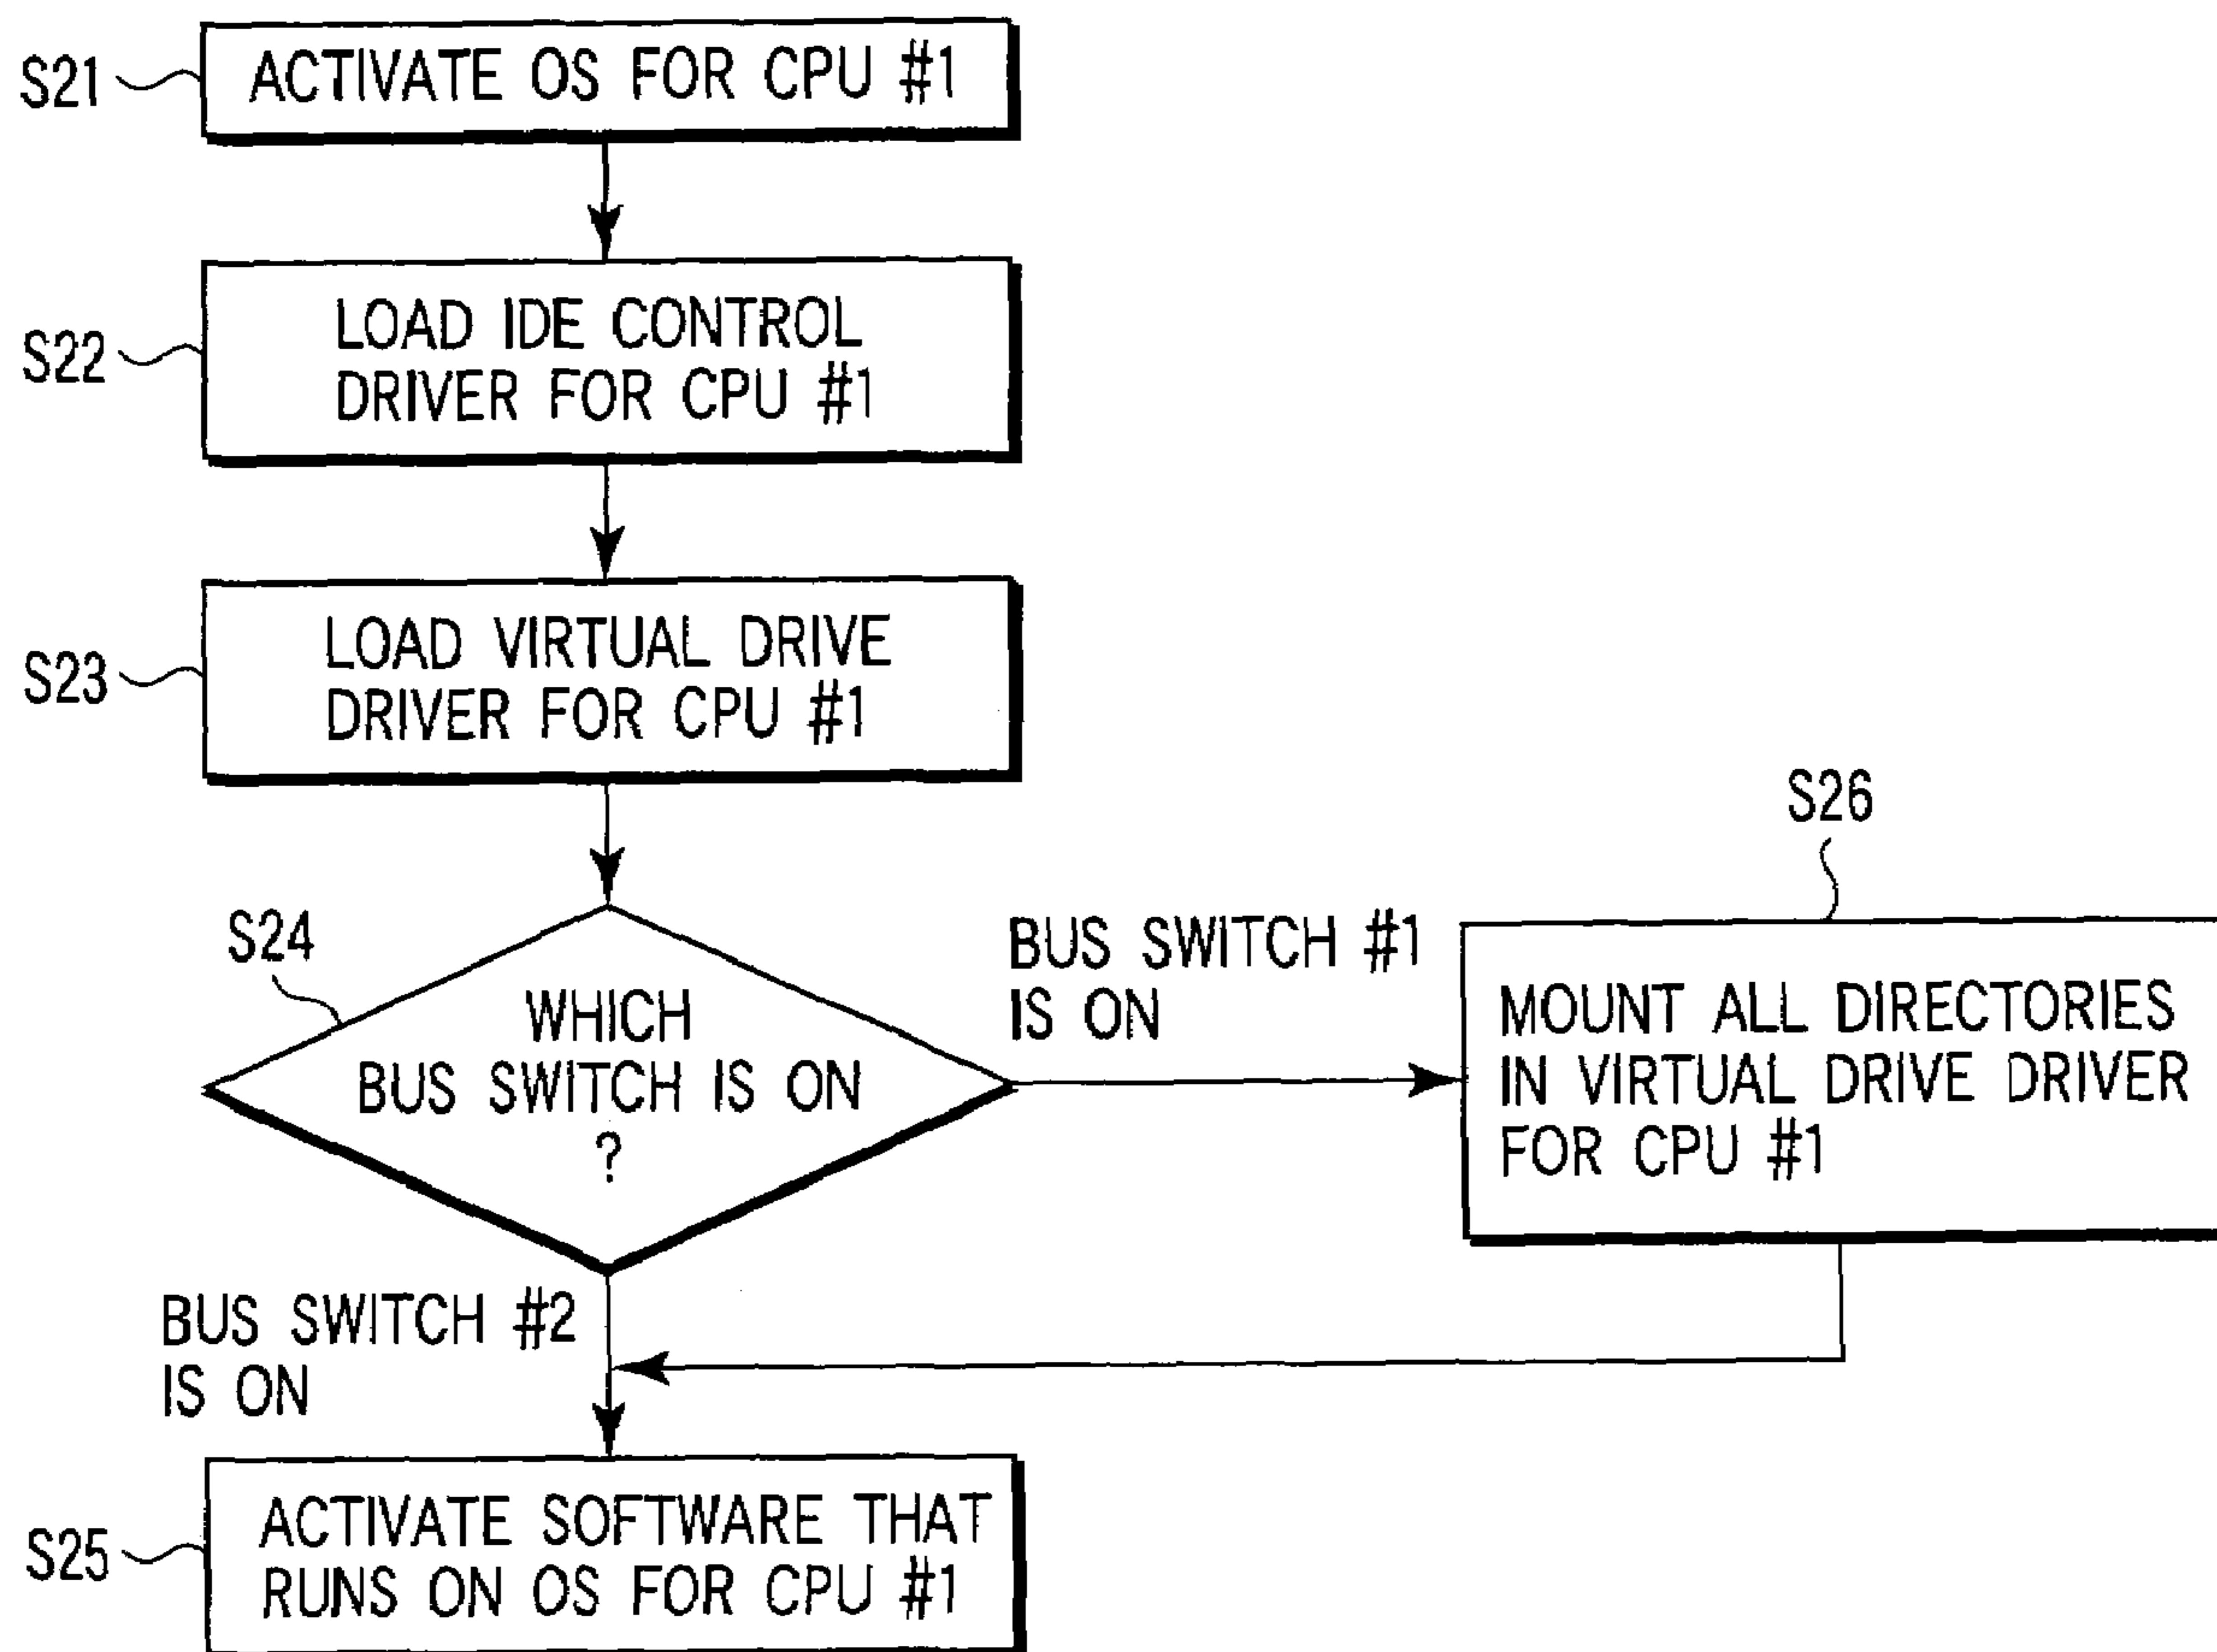 S21
ACTIVATE OS FOR CPU #1
S22
LOAD IDE CONTROL
DRIVER FOR CPU #1
S23
LOAD VIRTUAL DRIVE
DRIVER FOR CPU #1
S24
WHICH
BUS SWITCH IS ON
?
BUS SWITCH #1
IS ON
S26
MOUNT ALL DIRECTORIES
IN VIRTUAL DRIVE DRIVER
FOR CPU #1
BUS SWITCH #2
IS ON
S25
ACTIVATE SOFTWARE THAT
RUNS ON OS FOR CPU #1